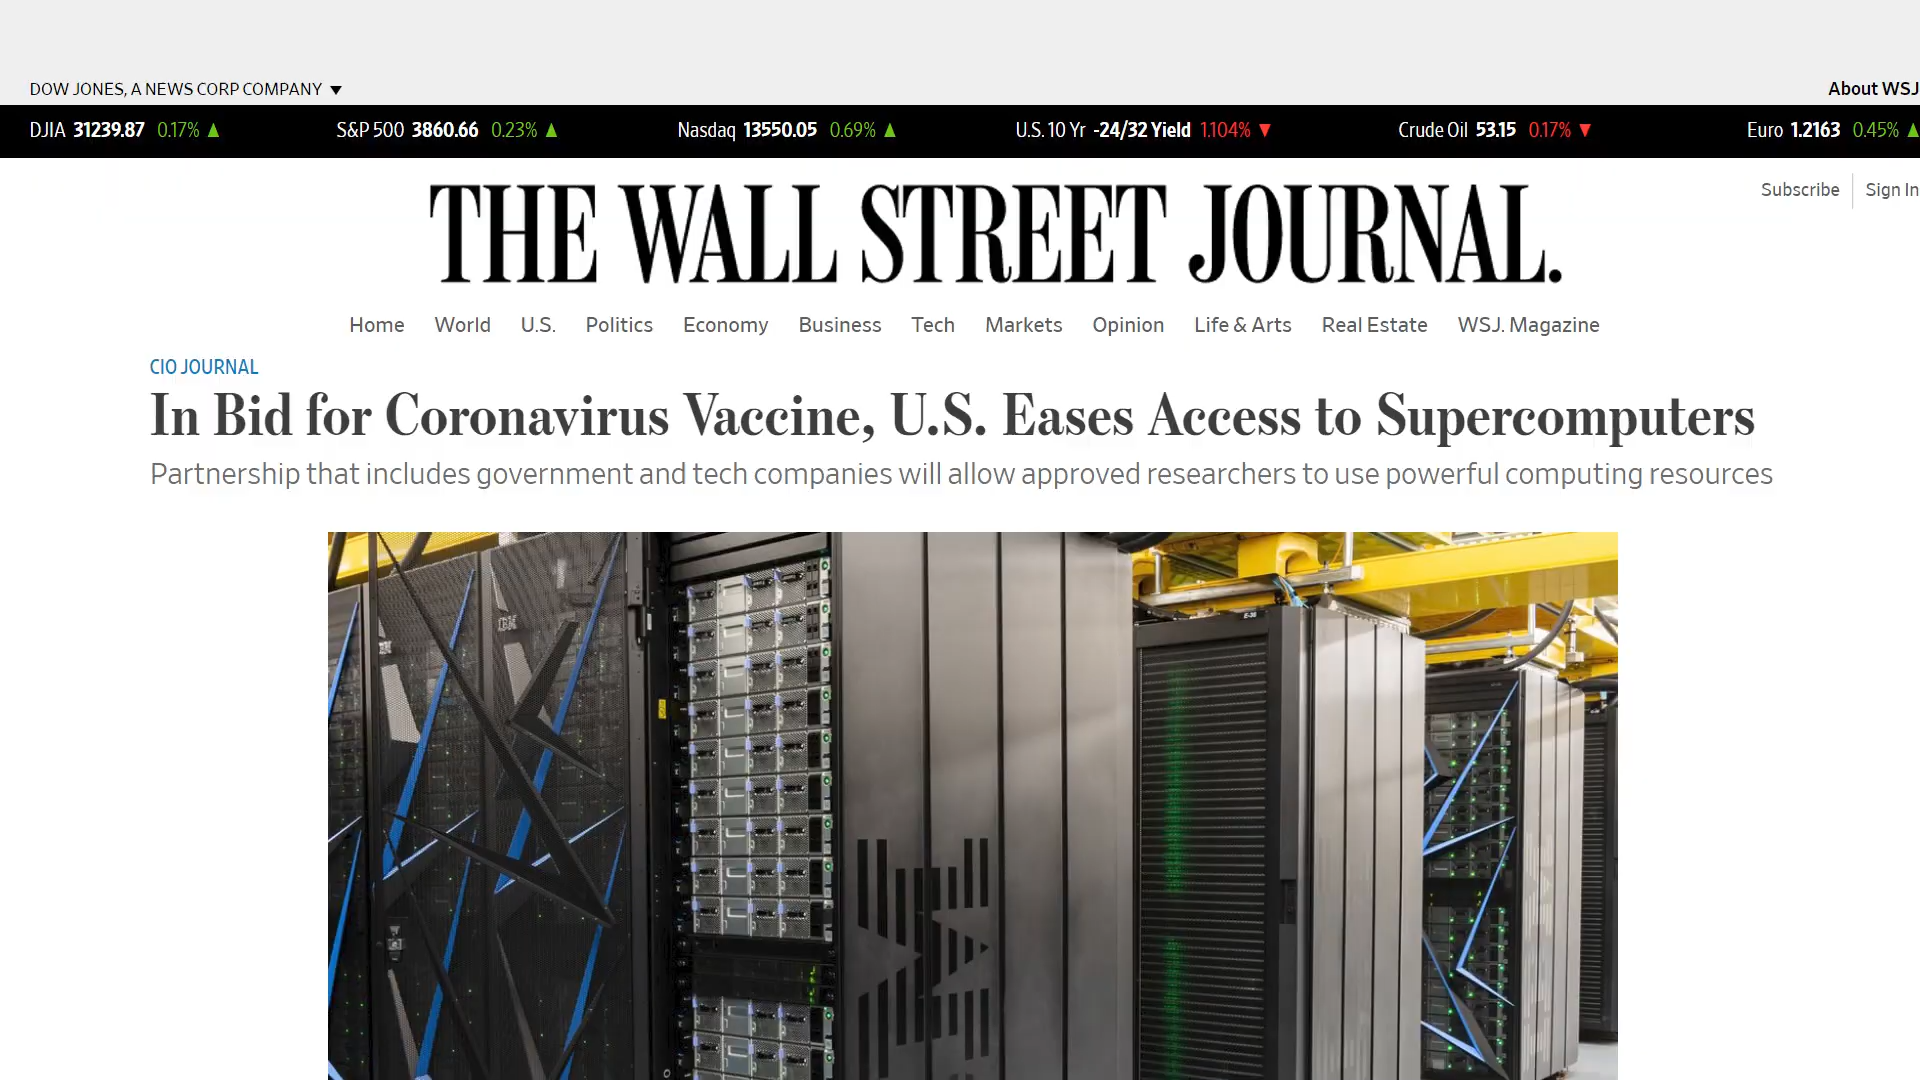 DOW JONES, A NEWS CORP COMPANY ▼
About WSJ
DJIA 31239.87 0.17% ▲ S&P 500 3860.66 0.23% ▲ Nasdaq 13550.05 0.69% ▲ U.S. 10 Yr -24/32 Yield 1.104% ▼ Crude Oil 53.15 0.17% ▼ Euro 1.2163 0.45% ▲
Subscribe Sign In
THE WALL STREET JOURNAL.
Home World U.S. Politics Economy Business Tech Markets Opinion Life & Arts Real Estate WSJ. Magazine
CIO JOURNAL
In Bid for Coronavirus Vaccine, U.S. Eases Access to Supercomputers
Partnership that includes government and tech companies will allow approved researchers to use powerful computing resources
IBM
E-36